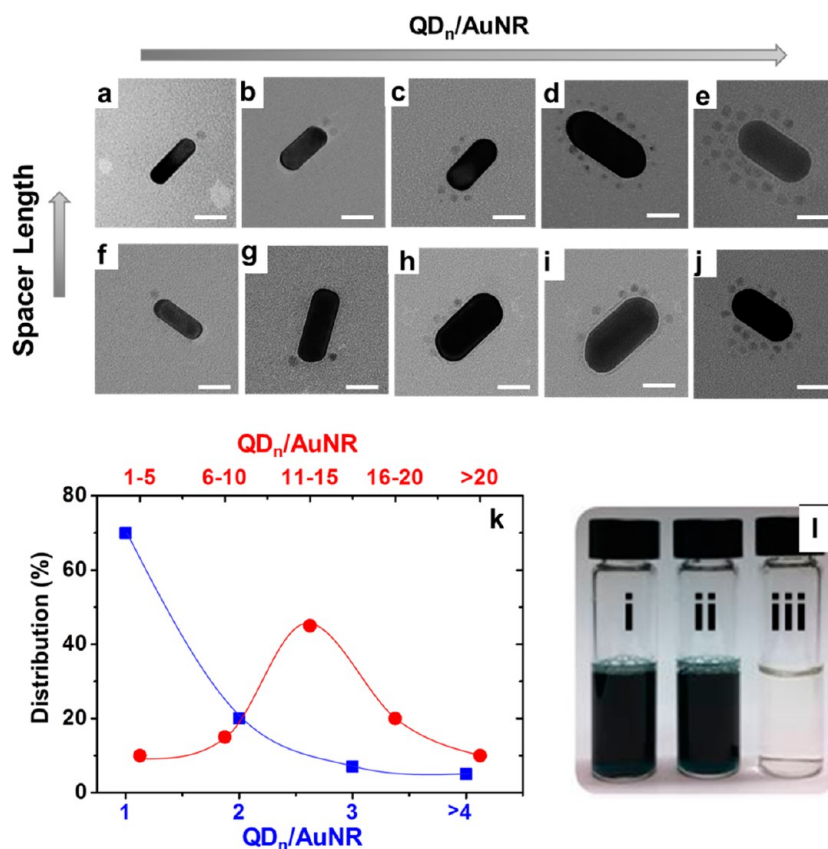 QDn/AuNR
a b c d e
Spacer Length
f g h i j
QDn/AuNR
1-5 6-10 11-15 16-20 >20
k
80
60
40
20
0
Distribution (%)
1 2 3 >4
QDn/AuNR
l
i ii iii